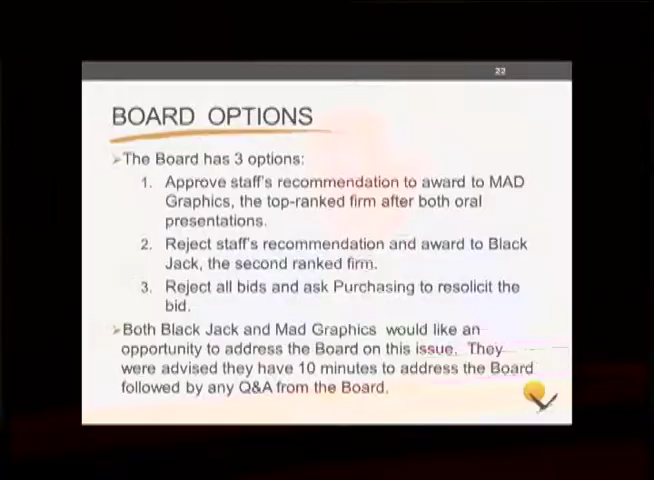 22
BOARD OPTIONS
➢The Board has 3 options:
1. Approve staff's recommendation to award to MAD
Graphics, the top-ranked firm after both oral
presentations.
2. Reject staff's recommendation and award to Black
Jack, the second ranked firm.
3. Reject all bids and ask Purchasing to resolicit the
bid.
➢Both Black Jack and Mad Graphics would like an
opportunity to address the Board on this issue. They
were advised they have 10 minutes to address the Board
followed by any Q&A from the Board.